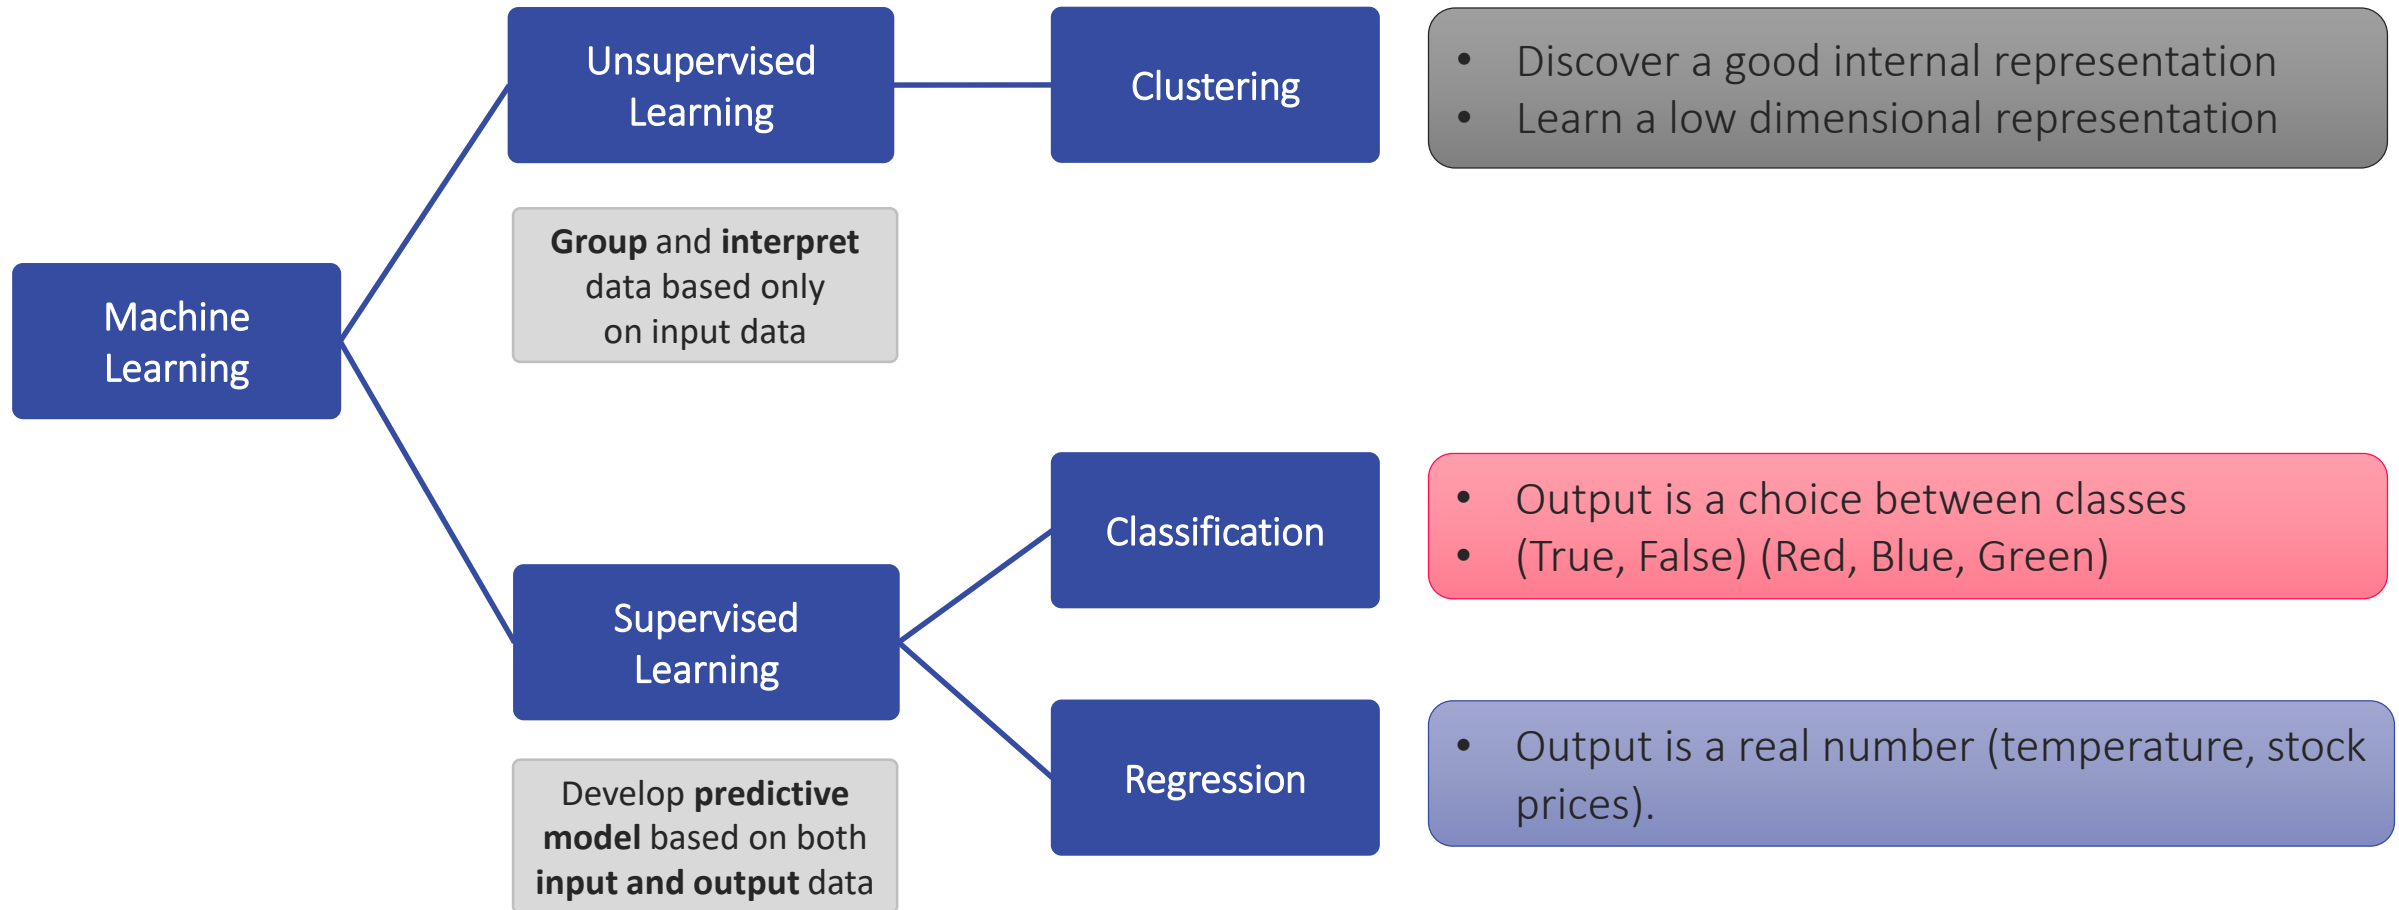 Unsupervised
Learning
Clustering
• Discover a good internal representation
• Learn a low dimensional representation
Group and interpret
data based only
on input data
Machine
Learning
Classification
• Output is a choice between classes
• (True, False) (Red, Blue, Green)
Supervised
Learning
Regression
• Output is a real number (temperature, stock
prices).
Develop predictive
model based on both
input and output data